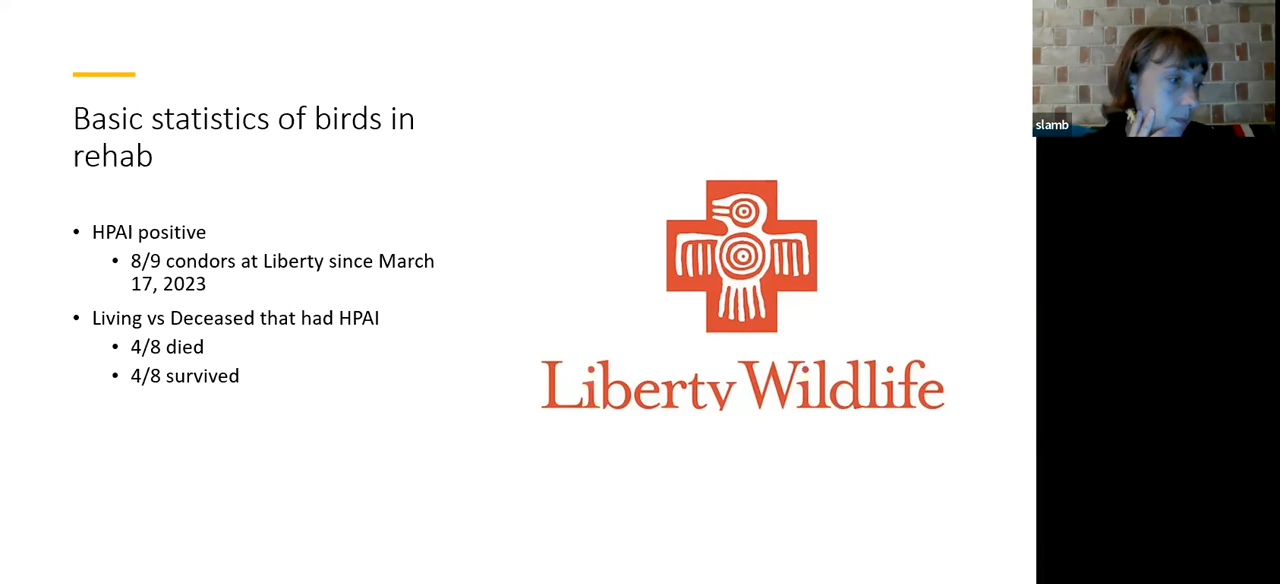 Basic statistics of birds in
rehab
• HPAI positive
• 8/9 condors at Liberty since March
17, 2023
• Living vs Deceased that had HPAI
• 4/8 died
• 4/8 survived
Liberty Wildlife
slamb